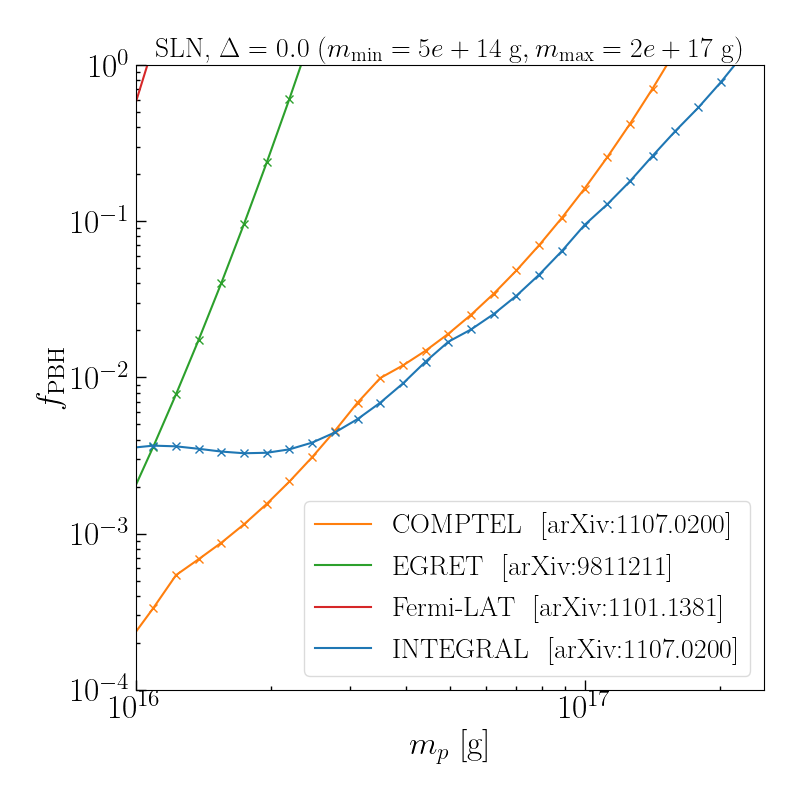 SLN, Δ = 0.0 (m_min = 5e + 14 g, m_max = 2e + 17 g)
10^0
10^−1
10^−2
10^−3
10^−4
f_PBH
COMPTEL [arXiv:1107.0200]
EGRET [arXiv:9811211]
Fermi-LAT [arXiv:1101.1381]
INTEGRAL [arXiv:1107.0200]
10^16 10^17
m_p [g]